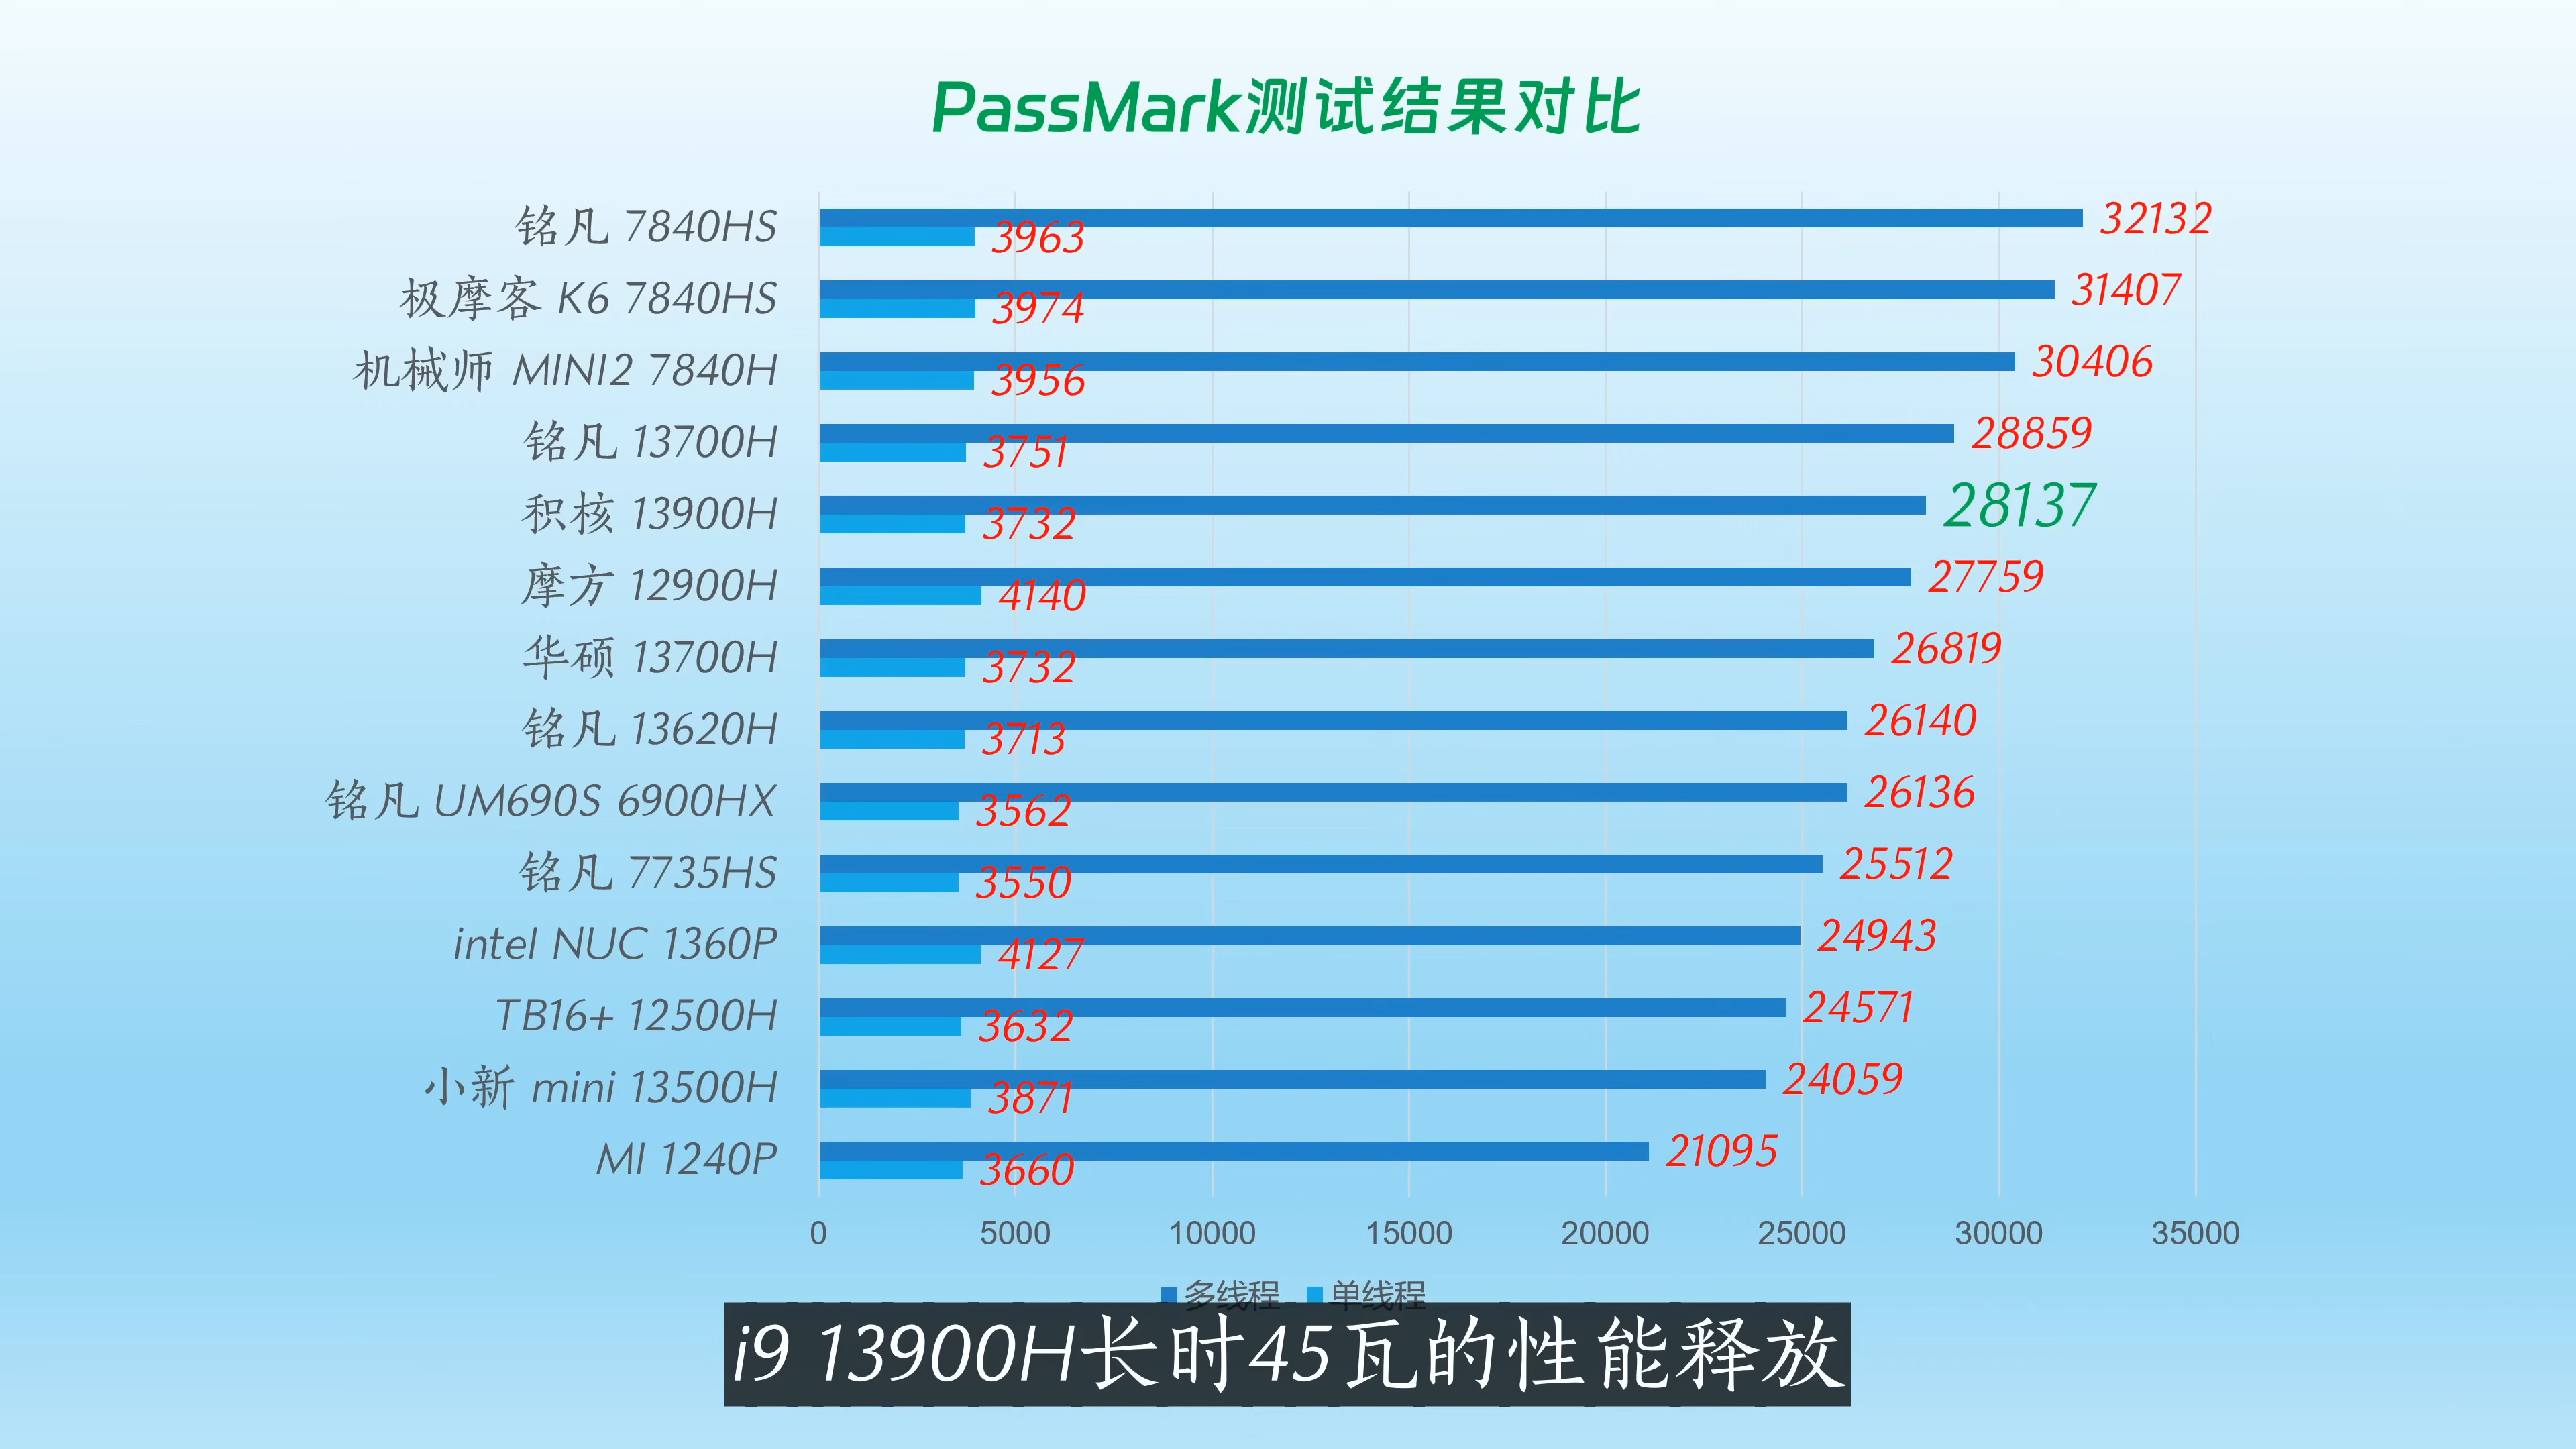 PassMark测试结果对比
铭凡 7840HS 32132
3963
极摩客 K6 7840HS 31407
3974
机械师 MINI2 7840H 30406
3956
铭凡 13700H 28859
3751
积核 13900H 28137
3732
摩方 12900H 27759
4140
华硕 13700H 26819
3732
铭凡 13620H 26140
3713
铭凡 UM690S 6900HX 26136
3562
铭凡 7735HS 25512
3550
intel NUC 1360P 24943
4127
TB16+ 12500H 24571
3632
小新 mini 13500H 24059
3871
MI 1240P 21095
3660
0 5000 10000 15000 20000 25000 30000 35000
多线程 单线程
i9 13900H长时45瓦的性能释放